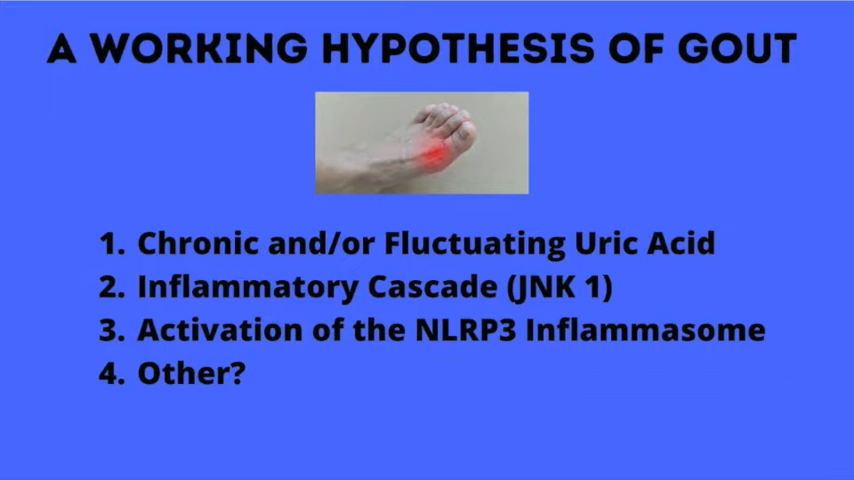 A WORKING HYPOTHESIS OF GOUT
1. Chronic and/or Fluctuating Uric Acid
2. Inflammatory Cascade (JNK 1)
3. Activation of the NLRP3 Inflammasome
4. Other?